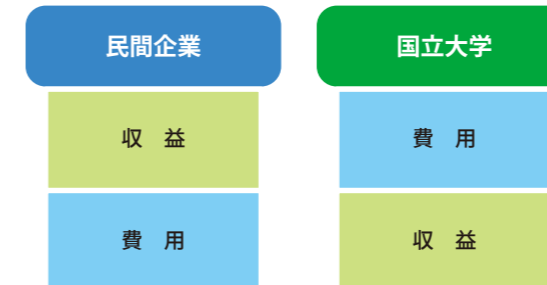 民間企業
収 益
費 用
国立大学
費 用
収 益